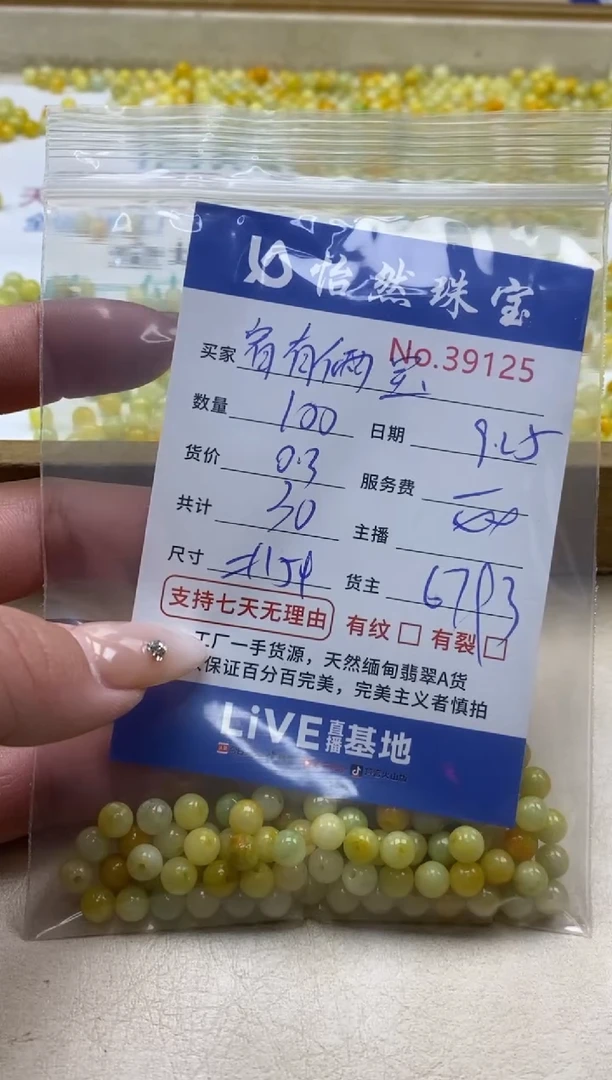 怡然珠宝
No.39125
买家
数量 100 日期 9.25
货价 0.3 服务费
共计 30 主播
尺寸 货主
支持七天无理由 有纹 有裂
工厂一手货源，天然缅甸翡翠A货
保证百分百完美，完美主义者慎拍
LiVE直播基地